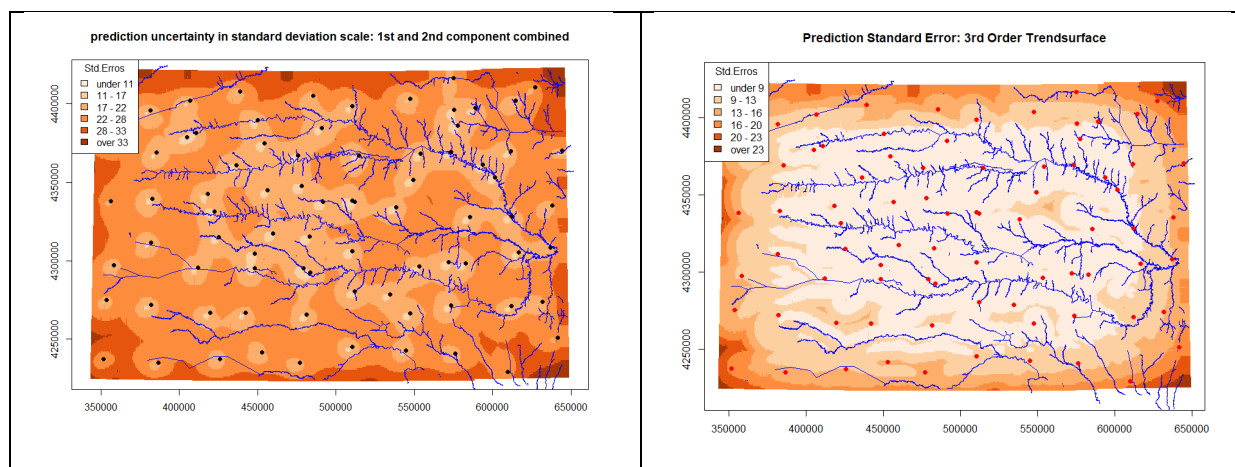 prediction uncertainty in standard deviation scale: 1st and 2nd component combined
Std.Erros
under 11
11 - 17
17 - 22
22 - 28
28 - 33
over 33
4400000
4350000
4300000
4250000
350000
400000
450000
500000
550000
600000
650000
Prediction Standard Error: 3rd Order Trendsurface
Std.Erros
under 9
9 - 13
13 - 16
16 - 20
20 - 23
over 23
4400000
4350000
4300000
4250000
350000
400000
450000
500000
550000
600000
650000